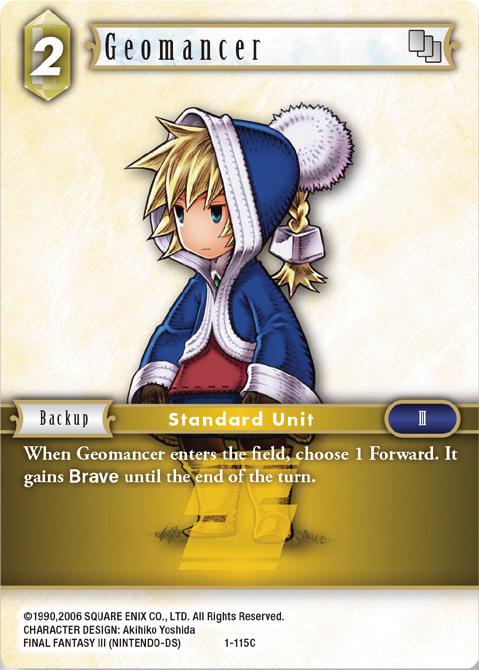 2
Geomancer
Backup
Standard Unit
III
When Geomancer enters the field, choose 1 Forward. It
gains Brave until the end of the turn.
©1990,2006 SQUARE ENIX CO., LTD. All Rights Reserved.
CHARACTER DESIGN: Akihiko Yoshida
FINAL FANTASY III (NINTENDO-DS) 1-115C